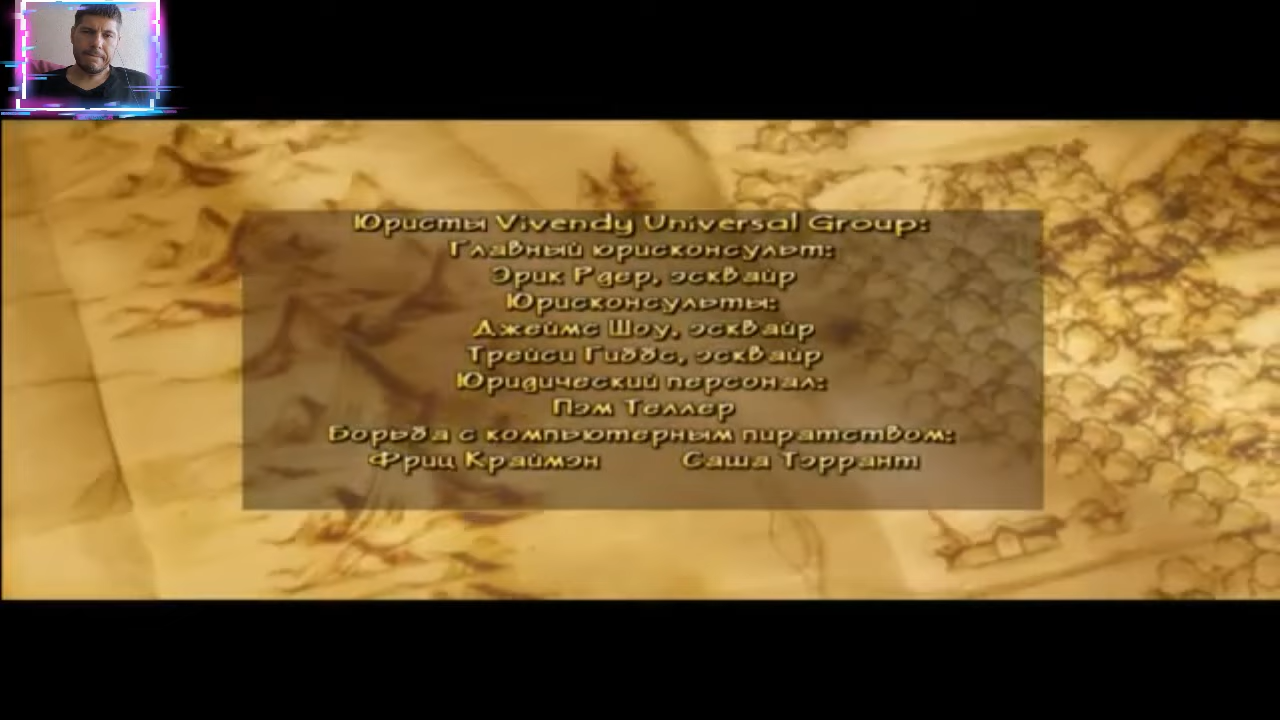 Юристы Vivendy Universal Group:
Главный юрисконсульт:
Эрик Рдер, эсквайр
Юрисконсульты:
Джеймс Шоу, эсквайр
Трейси Гиббс, эсквайр
Юридический персонал:
Пэм Теллер
Борьба с компьютерным пиратством:
Фриц Краймэн Саша Тэррант